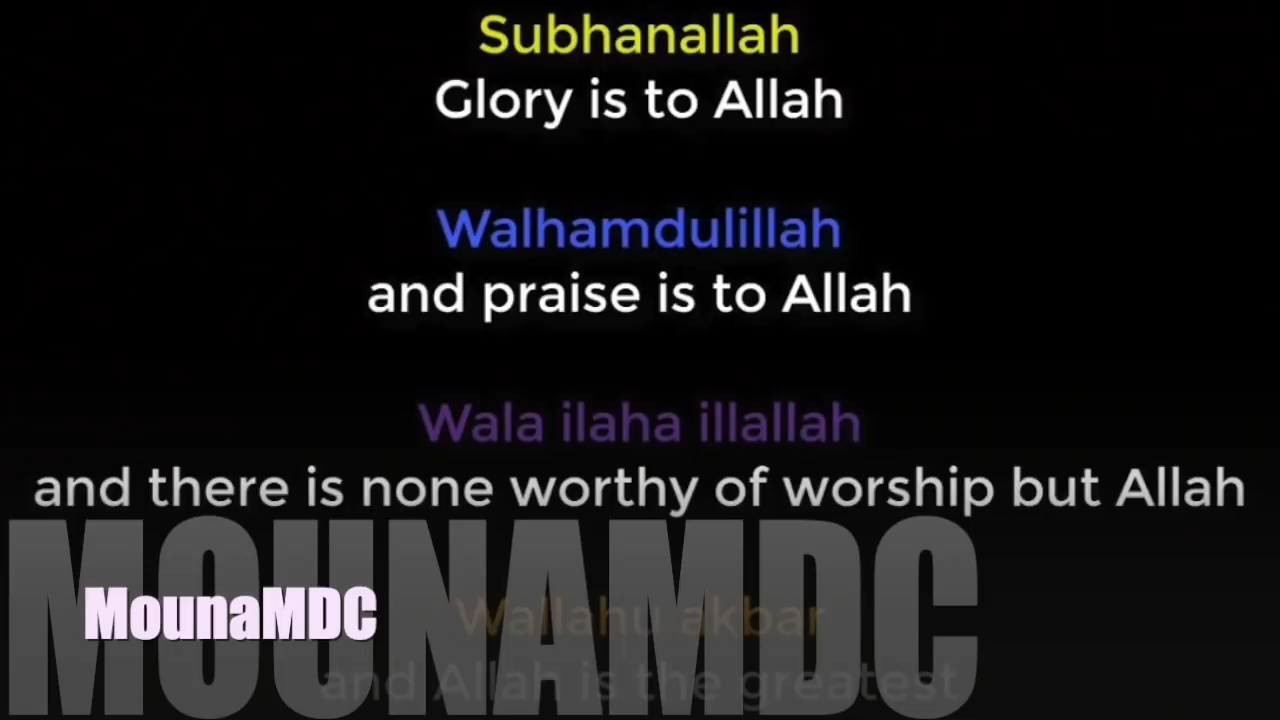 Subhanallah
Glory is to Allah
Walhamdulillah
and praise is to Allah
Wala ilaha illallah
and there is none worthy of worship but Allah
MOUNAMDC
MounaMDC
Wallahu akbar
and Allah is the greatest